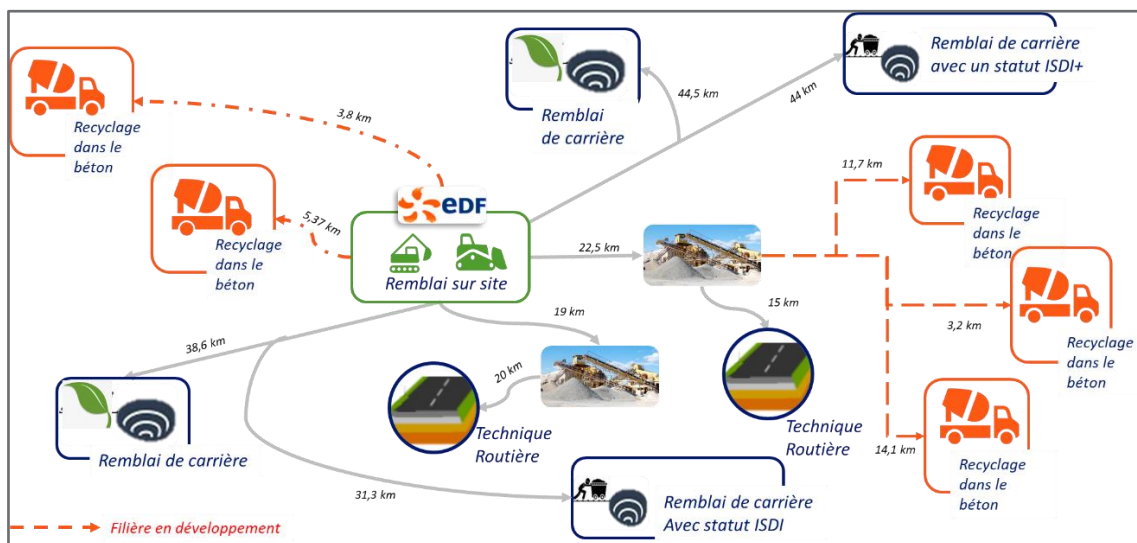 Recyclage
dans le
béton
3,8 km
Remblai
de carrière
44,5 km
44 km
Remblai de carrière
avec un statut ISDI+
Recyclage
dans le
béton
5,37 km
eDF
Remblai sur site
22,5 km
11,7 km
Recyclage
dans le
béton
15 km
3,2 km
Recyclage
dans le
béton
14,1 km
Recyclage
dans le
béton
38,6 km
Remblai de carrière
19 km
20 km
Technique
Routière
Technique
Routière
31,3 km
Remblai de carrière
Avec statut ISDI
Filière en développement